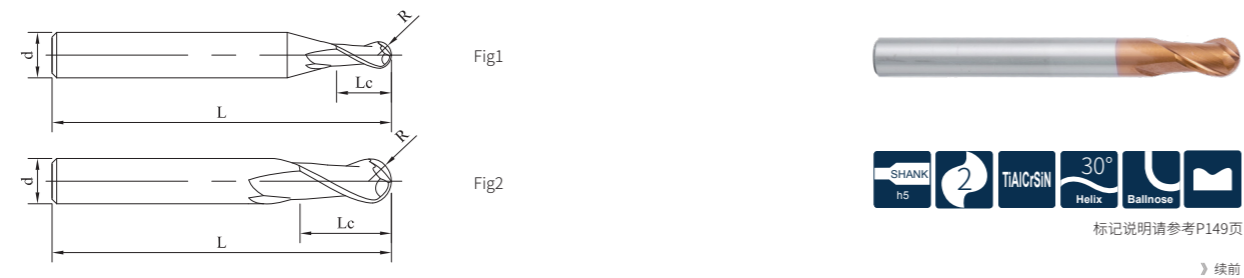 R
d
Fig1
Lc
L
R
d
Fig2
Lc
L
SHANK
h5
2
TiAlCrSiN
30°
Helix
Ballnose
标记说明请参考P149页
》续前